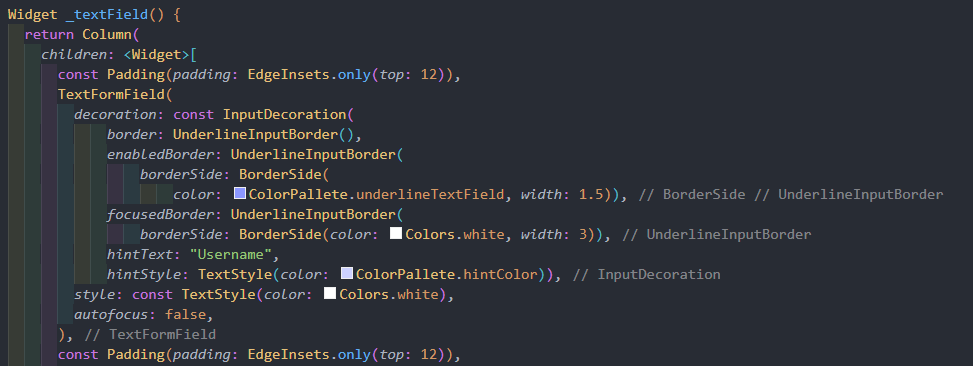 Widget _textField() {
return Column(
children: <Widget>[
const Padding(padding: EdgeInsets.only(top: 12)),
TextFormField(
decoration: const InputDecoration(
border: UnderlineInputBorder(),
enabledBorder: UnderlineInputBorder(
borderSide: BorderSide(
color: ColorPallete.underlineTextField, width: 1.5)), // BorderSide // UnderlineInputBorder
focusedBorder: UnderlineInputBorder(
borderSide: BorderSide(color: Colors.white, width: 3)), // UnderlineInputBorder
hintText: "Username",
hintStyle: TextStyle(color: ColorPallete.hintColor)), // InputDecoration
style: const TextStyle(color: Colors.white),
autofocus: false,
), // TextFormField
const Padding(padding: EdgeInsets.only(top: 12)),